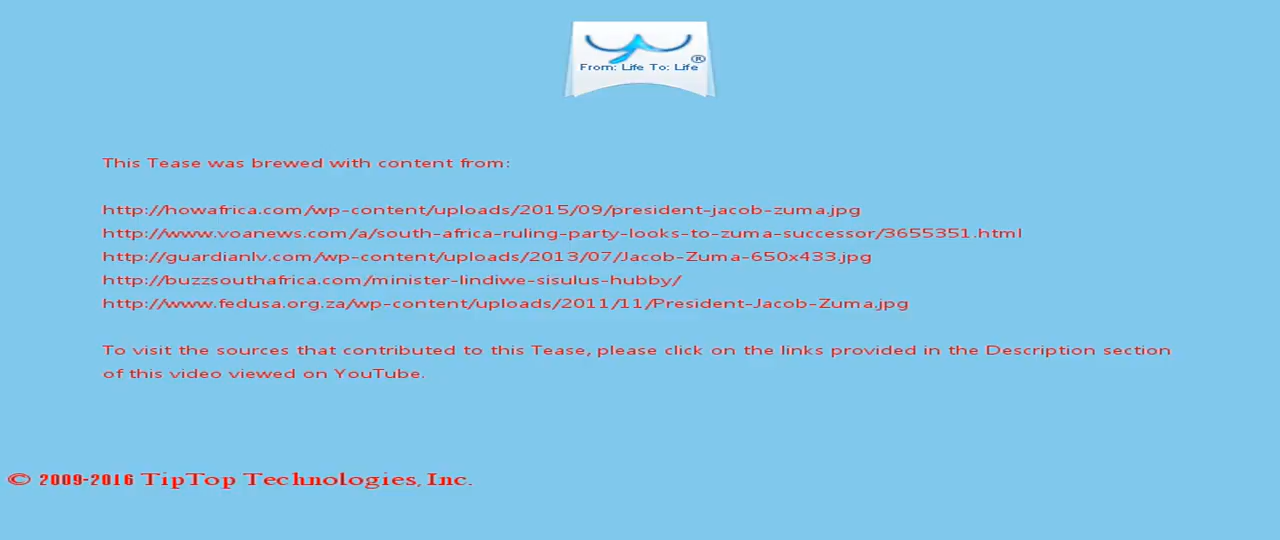 From: Life To: Life ®
This Tease was brewed with content from:
http://howafrica.com/wp-content/uploads/2015/09/president-jacob-zuma.jpg
http://www.voanews.com/a/south-africa-ruling-party-looks-to-zuma-successor/3655351.html
http://guardianlv.com/wp-content/uploads/2013/07/Jacob-Zuma-650x433.jpg
http://buzzsouthafrica.com/minister-lindiwe-sisulus-hubby/
http://www.fedusa.org.za/wp-content/uploads/2011/11/President-Jacob-Zuma.jpg
To visit the sources that contributed to this Tease, please click on the links provided in the Description section
of this video viewed on YouTube.
© 2009-2016 TipTop Technologies, Inc.